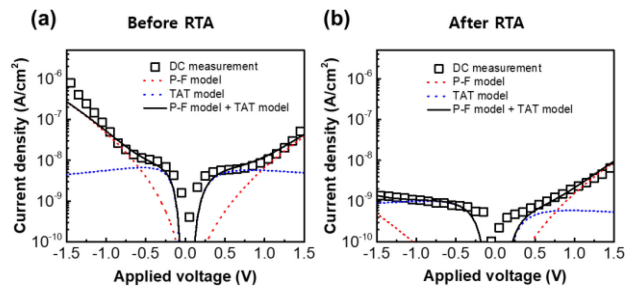 (a) Before RTA
(b) After RTA
Current density (A/cm²)
10⁻⁶
10⁻⁷
10⁻⁸
10⁻⁹
10⁻¹⁰
DC measurement
P-F model
TAT model
P-F model + TAT model
-1.5 -1.0 -0.5 0.0 0.5 1.0 1.5
Applied voltage (V)
Current density (A/cm²)
10⁻⁶
10⁻⁷
10⁻⁸
10⁻⁹
10⁻¹⁰
DC measurement
P-F model
TAT model
P-F model + TAT model
-1.5 -1.0 -0.5 0.0 0.5 1.0 1.5
Applied voltage (V)